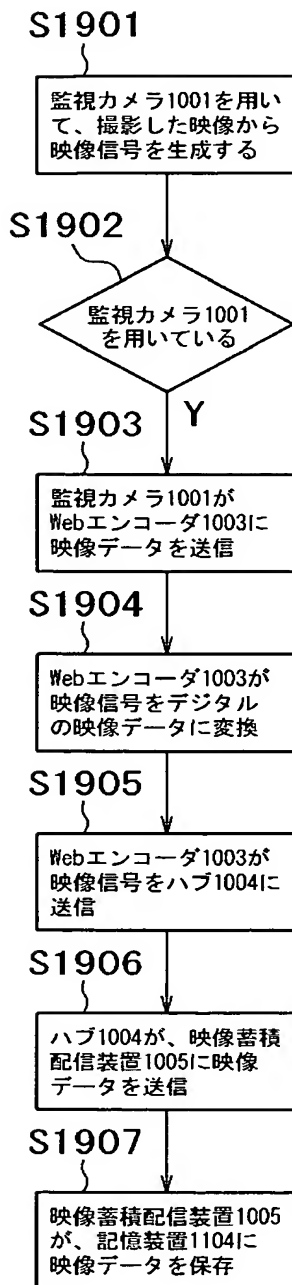 S1901
監視カメラ1001を用い
て、撮影した映像から
映像信号を生成する
S1902
監視カメラ1001
を用いている
Y
S1903
監視カメラ1001が
Webエンコーダ1003に
映像データを送信
S1904
Webエンコーダ1003が
映像信号をデジタル
の映像データに変換
S1905
Webエンコーダ1003が
映像信号をハブ1004に
送信
S1906
ハブ1004が、映像蓄積
配信装置1005に映像
データを送信
S1907
映像蓄積配信装置1005
が、記憶装置1104に
映像データを保存